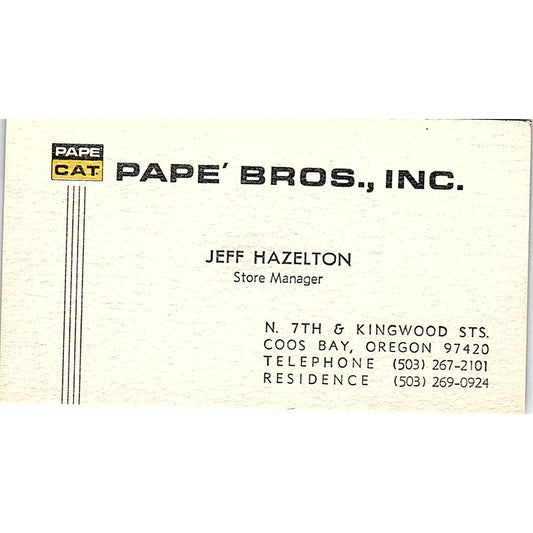 PAPE'
CAT.
PAPE' BROS., INC.
JEFF HAZELTON
Store Manager
N. 7TH & KINGWOOD STS.
COOS BAY, OREGON 97420
TELEPHONE (503) 267-2101
RESIDENCE (503) 269-0924